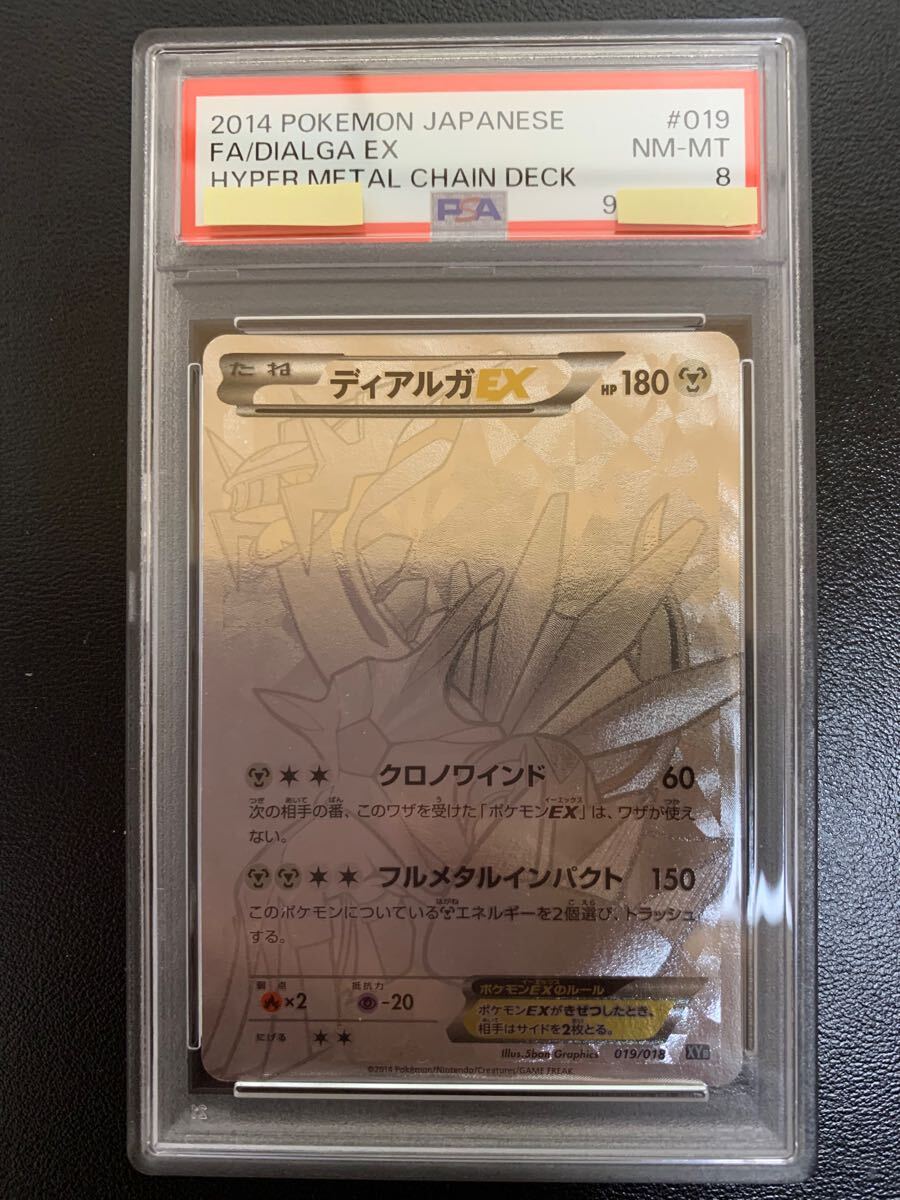 2014 POKEMON JAPANESE #019
FA/DIALGA EX NM-MT
HYPER METAL CHAIN DECK 8
PSA 9
たね ディアルガEX HP180
クロノワインド 60
次の相手の番、このワザを受けた「ポケモンEX」は、ワザが使え
ない。
フルメタルインパクト 150
このポケモンについているエネルギーを2個選び、トラッシュ
する。
弱点 抵抗力
×2 -20
にげる
ポケモンEXのルール
ポケモンEXがきぜつしたとき、
相手はサイドを2枚とる。
Illus. 5ban Graphics 019/018 XY
©2014 Pokémon/Nintendo/Creatures/GAME FREAK